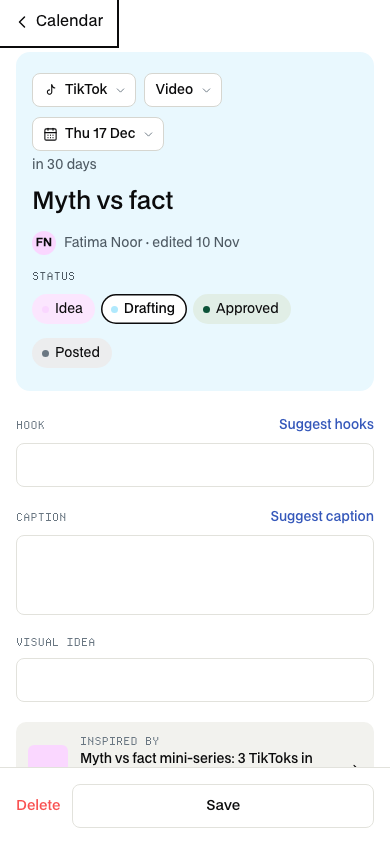 Calendar
TikTok
Video
Thu 17 Dec
in 30 days
Myth vs fact
FN
Fatima Noor · edited 10 Nov
STATUS
Idea
Drafting
Approved
Posted
HOOK
Suggest hooks
CAPTION
Suggest caption
VISUAL IDEA
INSPIRED BY
Myth vs fact mini-series: 3 TikToks in
Delete
Save